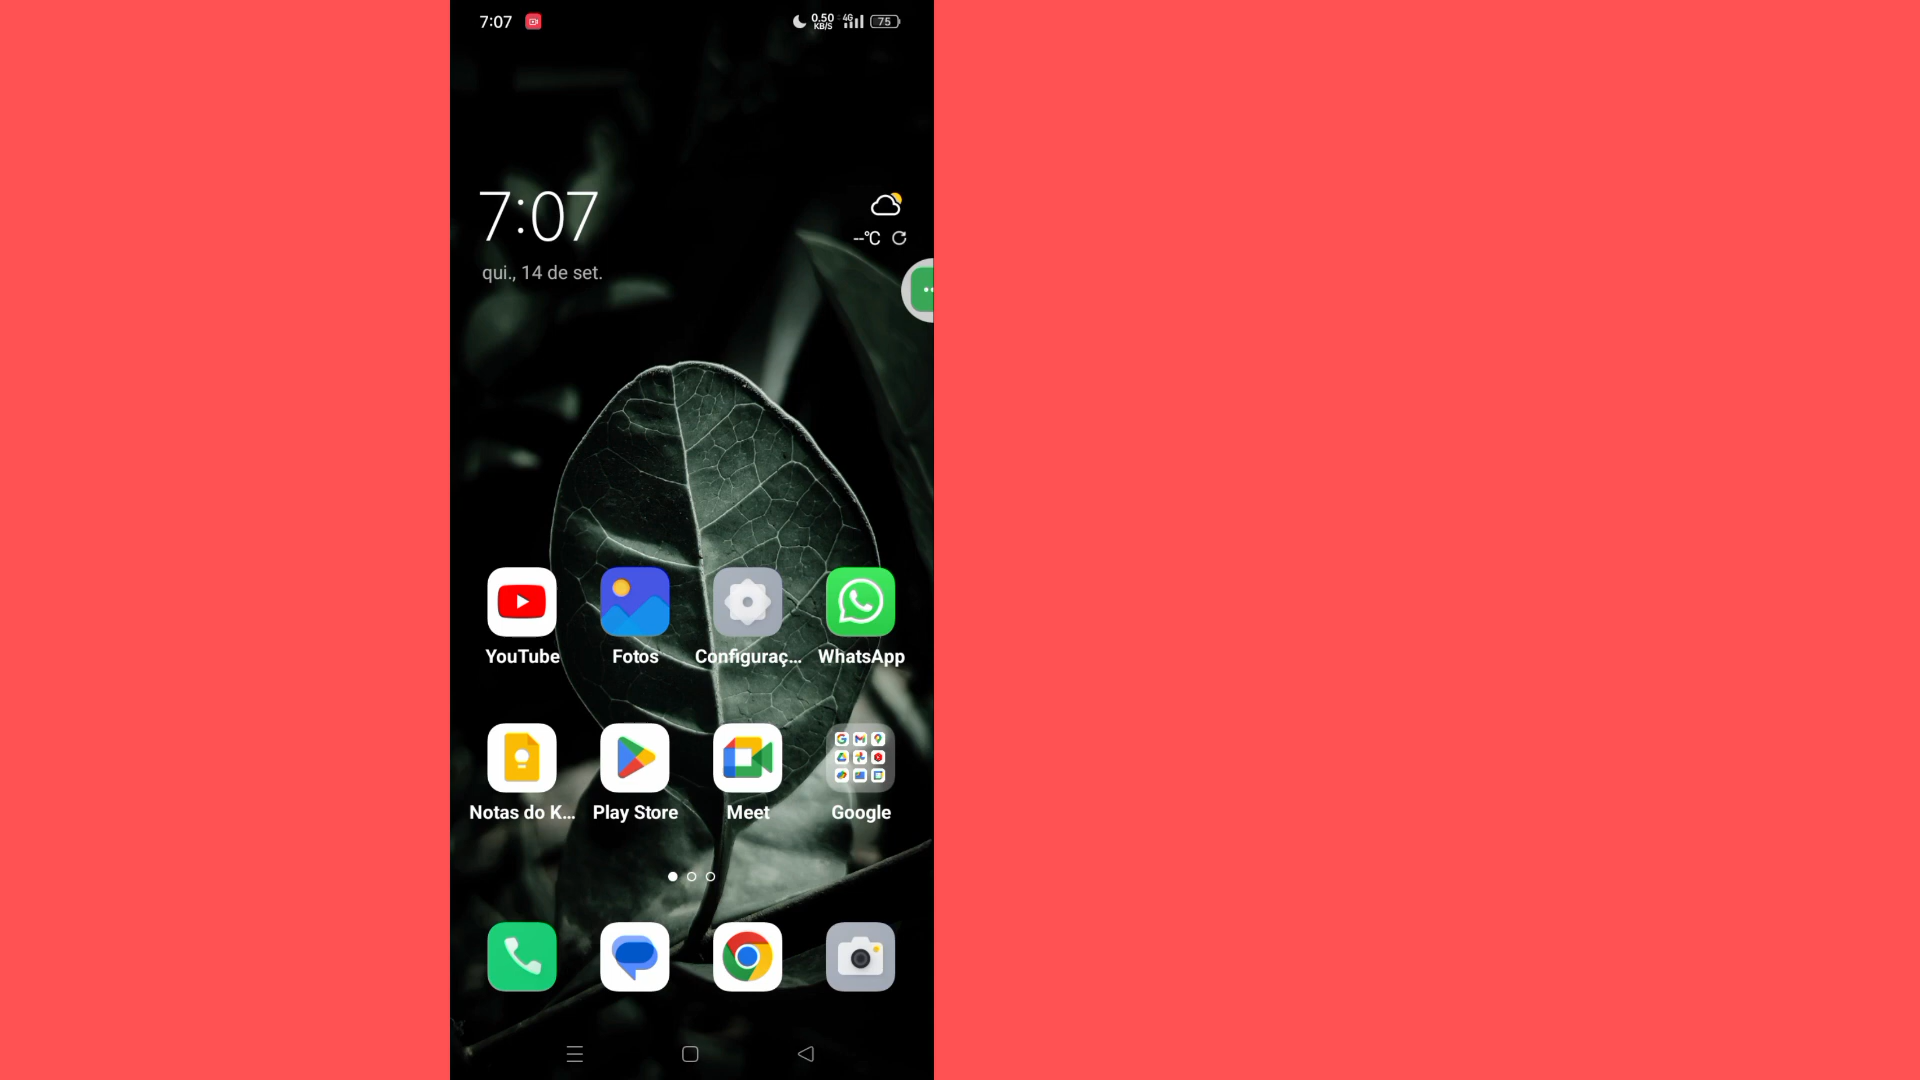 7:07
0.50
KB/S
4G
75
7:07
--°C
qui., 14 de set.
YouTube
Fotos
Configuraç...
WhatsApp
Notas do K...
Play Store
Meet
Google